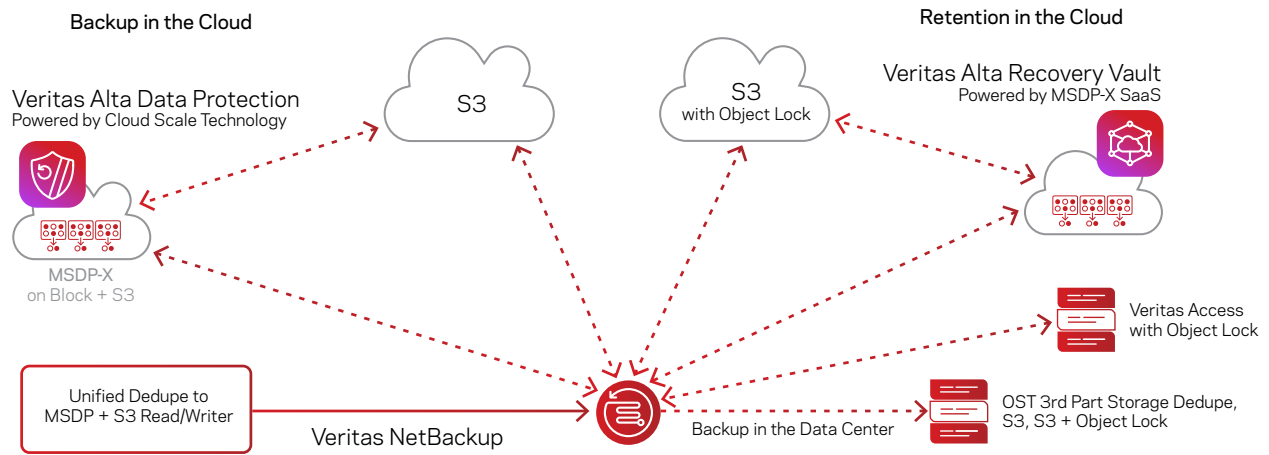 Backup in the Cloud
Retention in the Cloud
S3
S3
with Object Lock
Veritas Alta Data Protection
Powered by Cloud Scale Technology
Veritas Alta Recovery Vault
Powered by MSDP-X SaaS
MSDP-X
on Block + S3
Veritas Access
with Object Lock
Unified Dedupe to
MSDP + S3 Read/Writer
Veritas NetBackup
Backup in the Data Center
OST 3rd Part Storage Dedupe,
S3, S3 + Object Lock